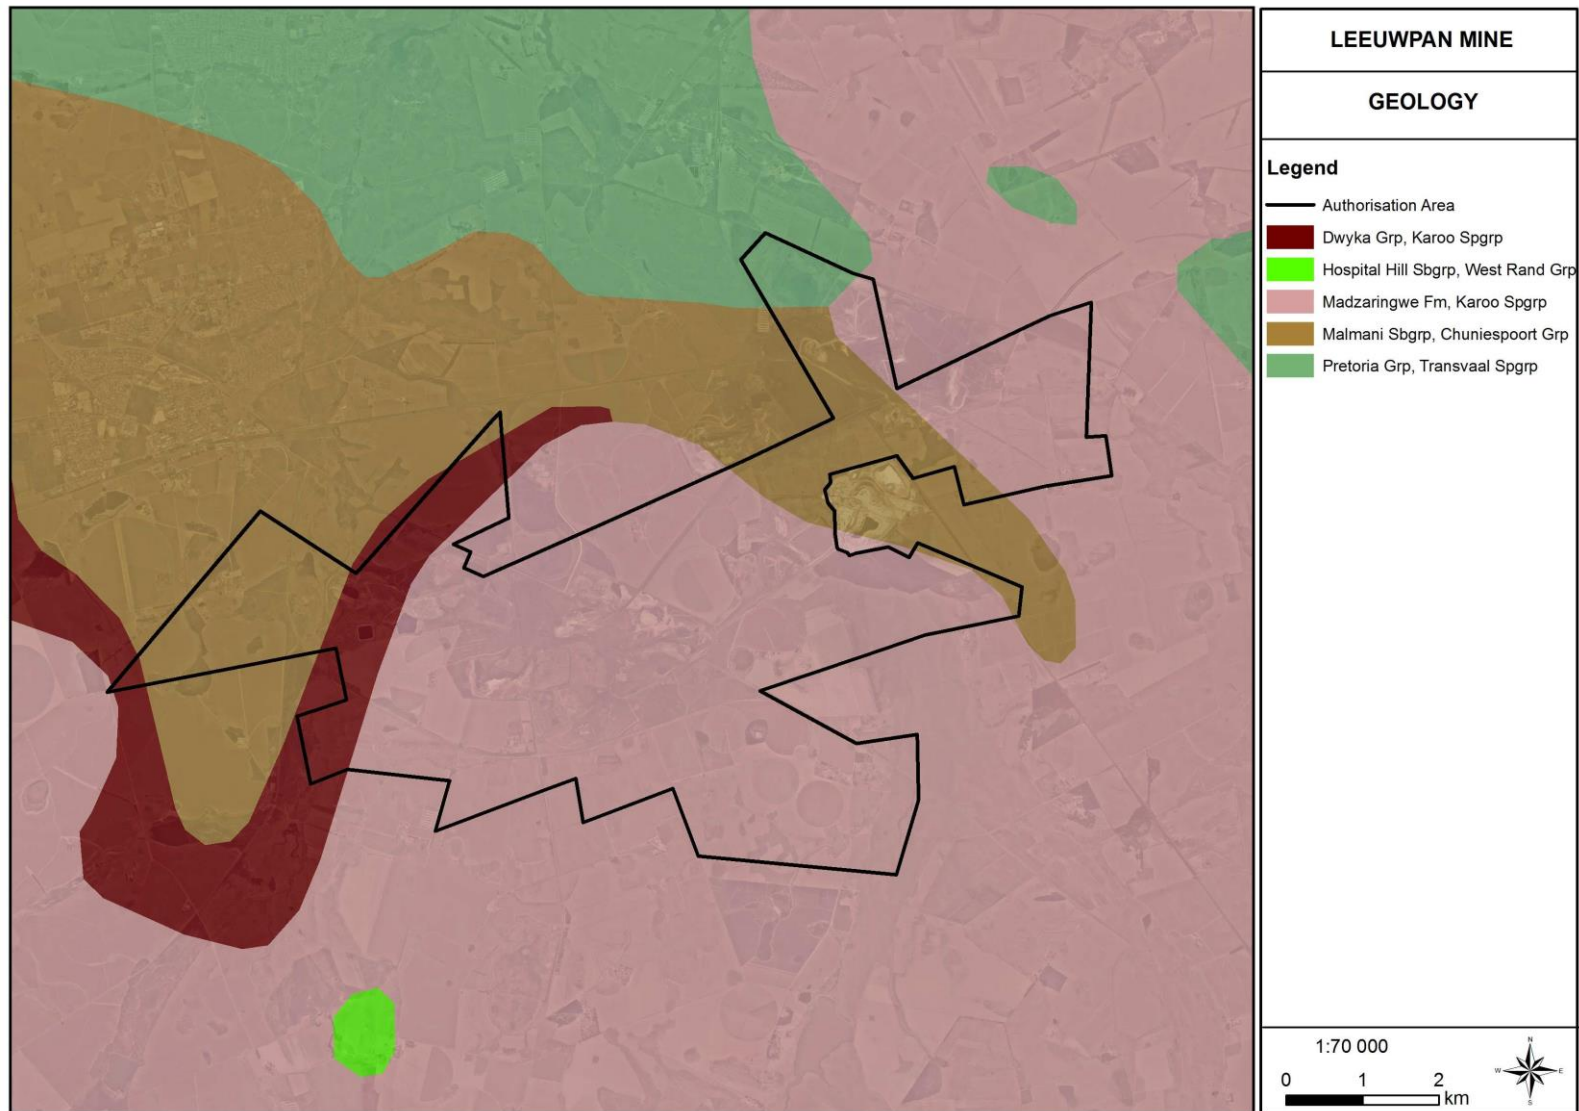 LEEUWPAN MINE
GEOLOGY
Legend
Authorisation Area
Dwyka Grp, Karoo Spgrp
Hospital Hill Sbgrp, West Rand Grp
Madzaringwe Fm, Karoo Spgrp
Malmani Sbgrp, Chuniespoort Grp
Pretoria Grp, Transvaal Spgrp
1:70 000
0 1 2
km
N
W E
S